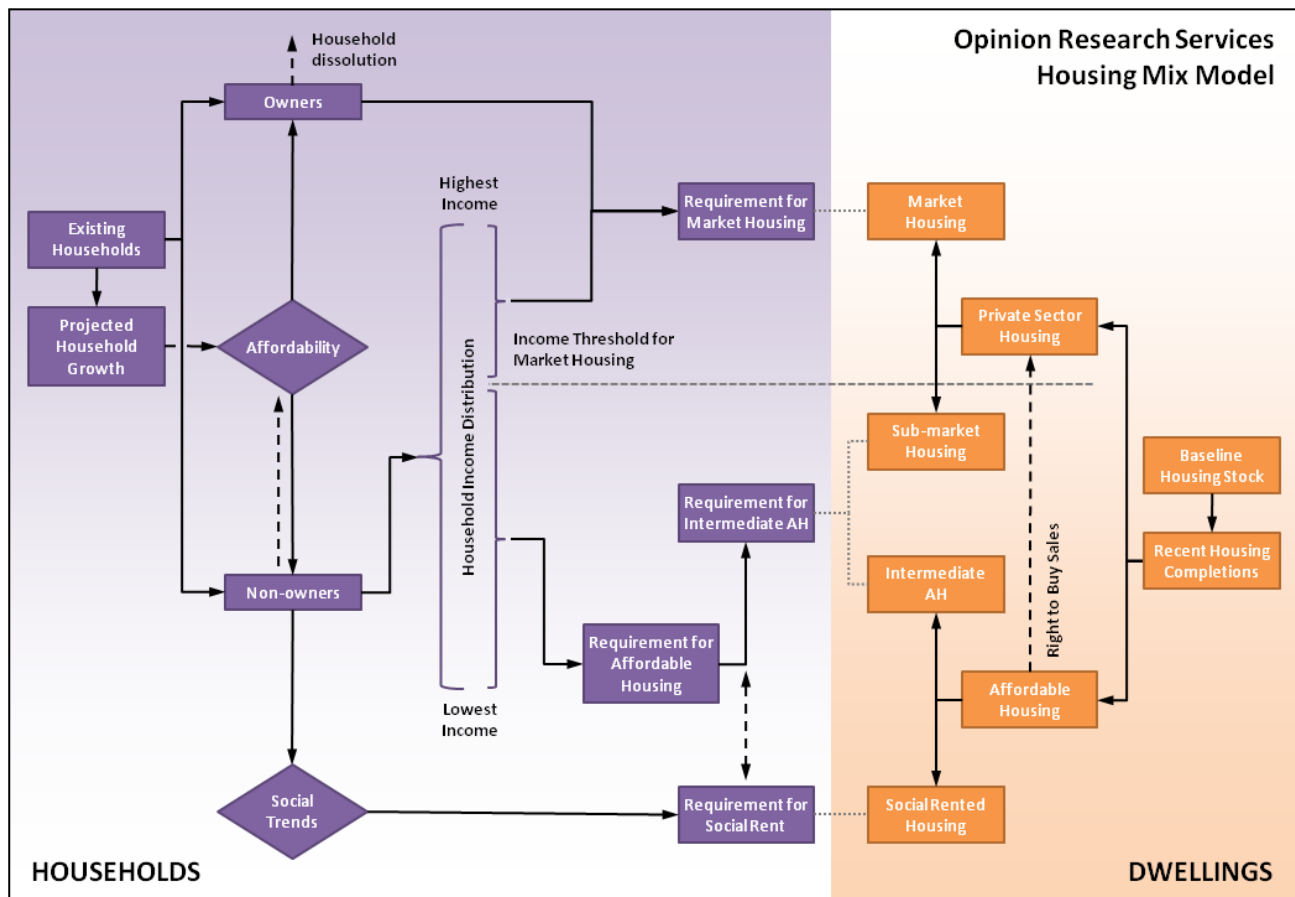 Opinion Research Services
Housing Mix Model
Household
dissolution
Owners
Highest
Income
Requirement for
Market Housing
Market
Housing
Existing
Households
Projected
Household
Growth
Affordability
Private Sector
Housing
Income Threshold for
Market Housing
Household Income Distribution
Sub-market
Housing
Baseline
Housing Stock
Requirement for
Intermediate AH
Recent Housing
Completions
Right to Buy Sales
Intermediate
AH
Non-owners
Requirement for
Affordable
Housing
Affordable
Housing
Lowest
Income
Social
Trends
Requirement for
Social Rent
Social Rented
Housing
HOUSEHOLDS
DWELLINGS